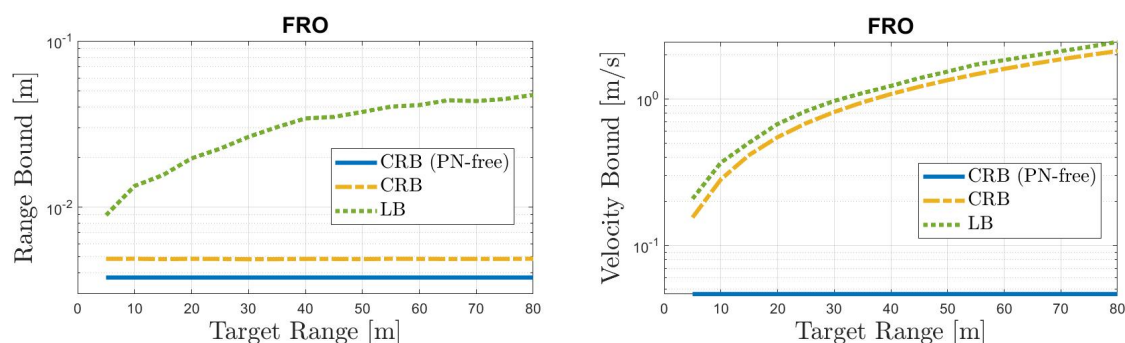 FRO
Range Bound [m]
10^-1
10^-2
CRB (PN-free)
CRB
LB
0 10 20 30 40 50 60 70 80
Target Range [m]
FRO
Velocity Bound [m/s]
10^0
10^-1
CRB (PN-free)
CRB
LB
0 10 20 30 40 50 60 70 80
Target Range [m]